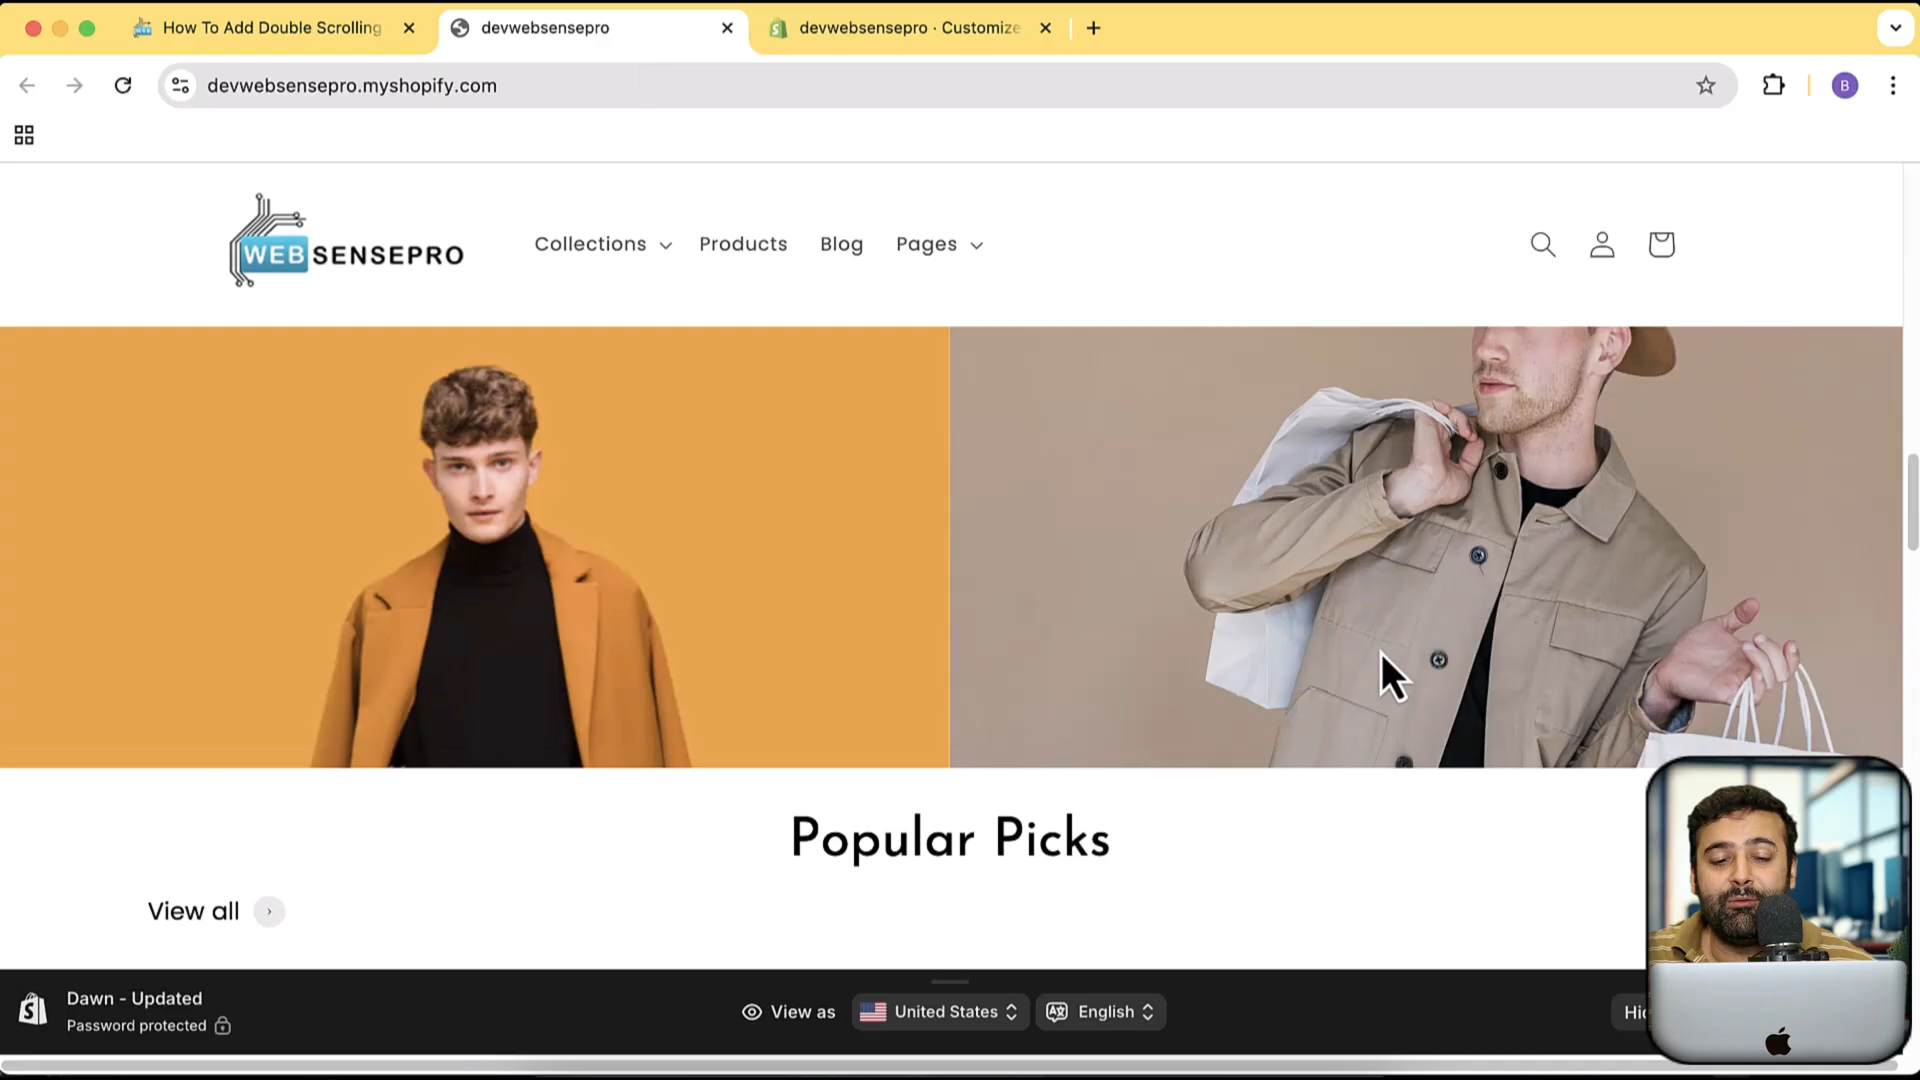 How To Add Double Scrolling
devwebsensepro
devwebsensepro · Customize
devwebsensepro.myshopify.com
B
WEBSENSEPRO
Collections
Products
Blog
Pages
Popular Picks
View all
Dawn - Updated
Password protected
View as
United States
English